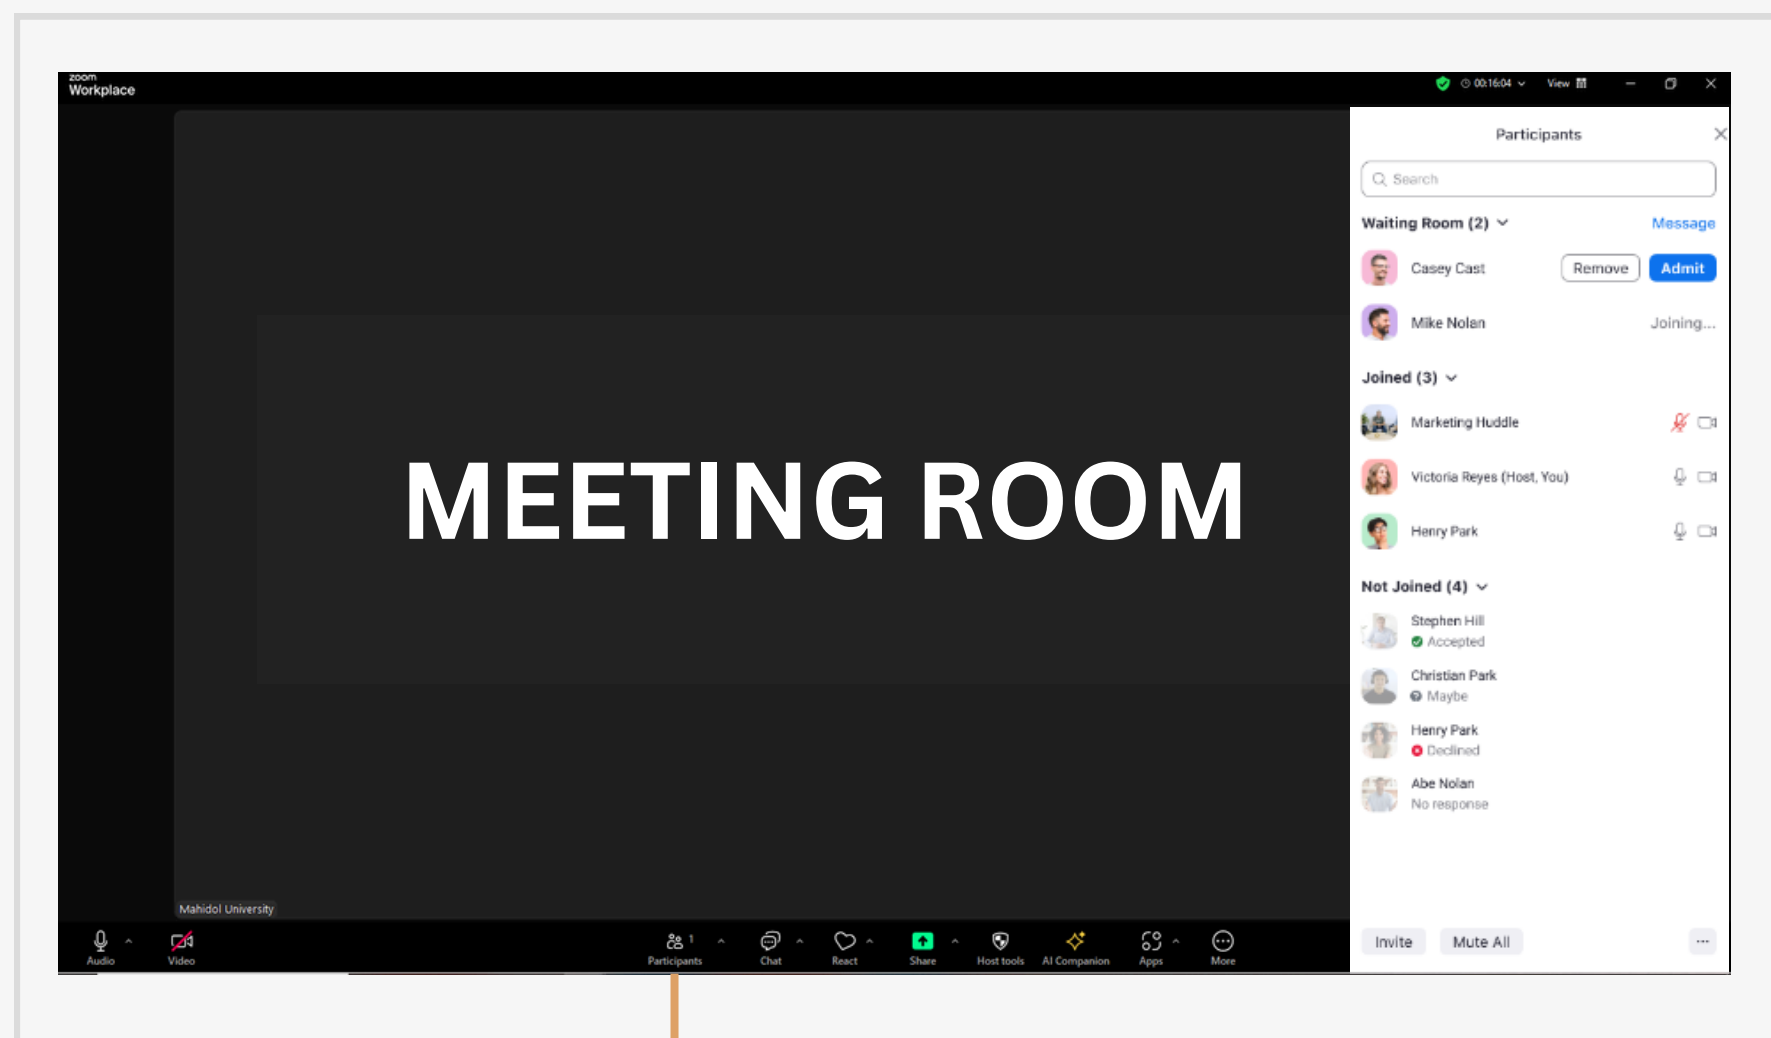 zoom
Workplace
00:16:04 View
Participants
Search
Waiting Room (2) Message
Casey Cast Remove Admit
Mike Nolan Joining...
Joined (3)
Marketing Huddle
Victoria Reyes (Host, You)
Henry Park
Not Joined (4)
Stephen Hill
Accepted
Christian Park
Maybe
Henry Park
Declined
Abe Nolan
No response
Invite Mute All
MEETING ROOM
Mahidol University
1
Audio Video Participants Chat React Share Host tools AI Companion Apps More